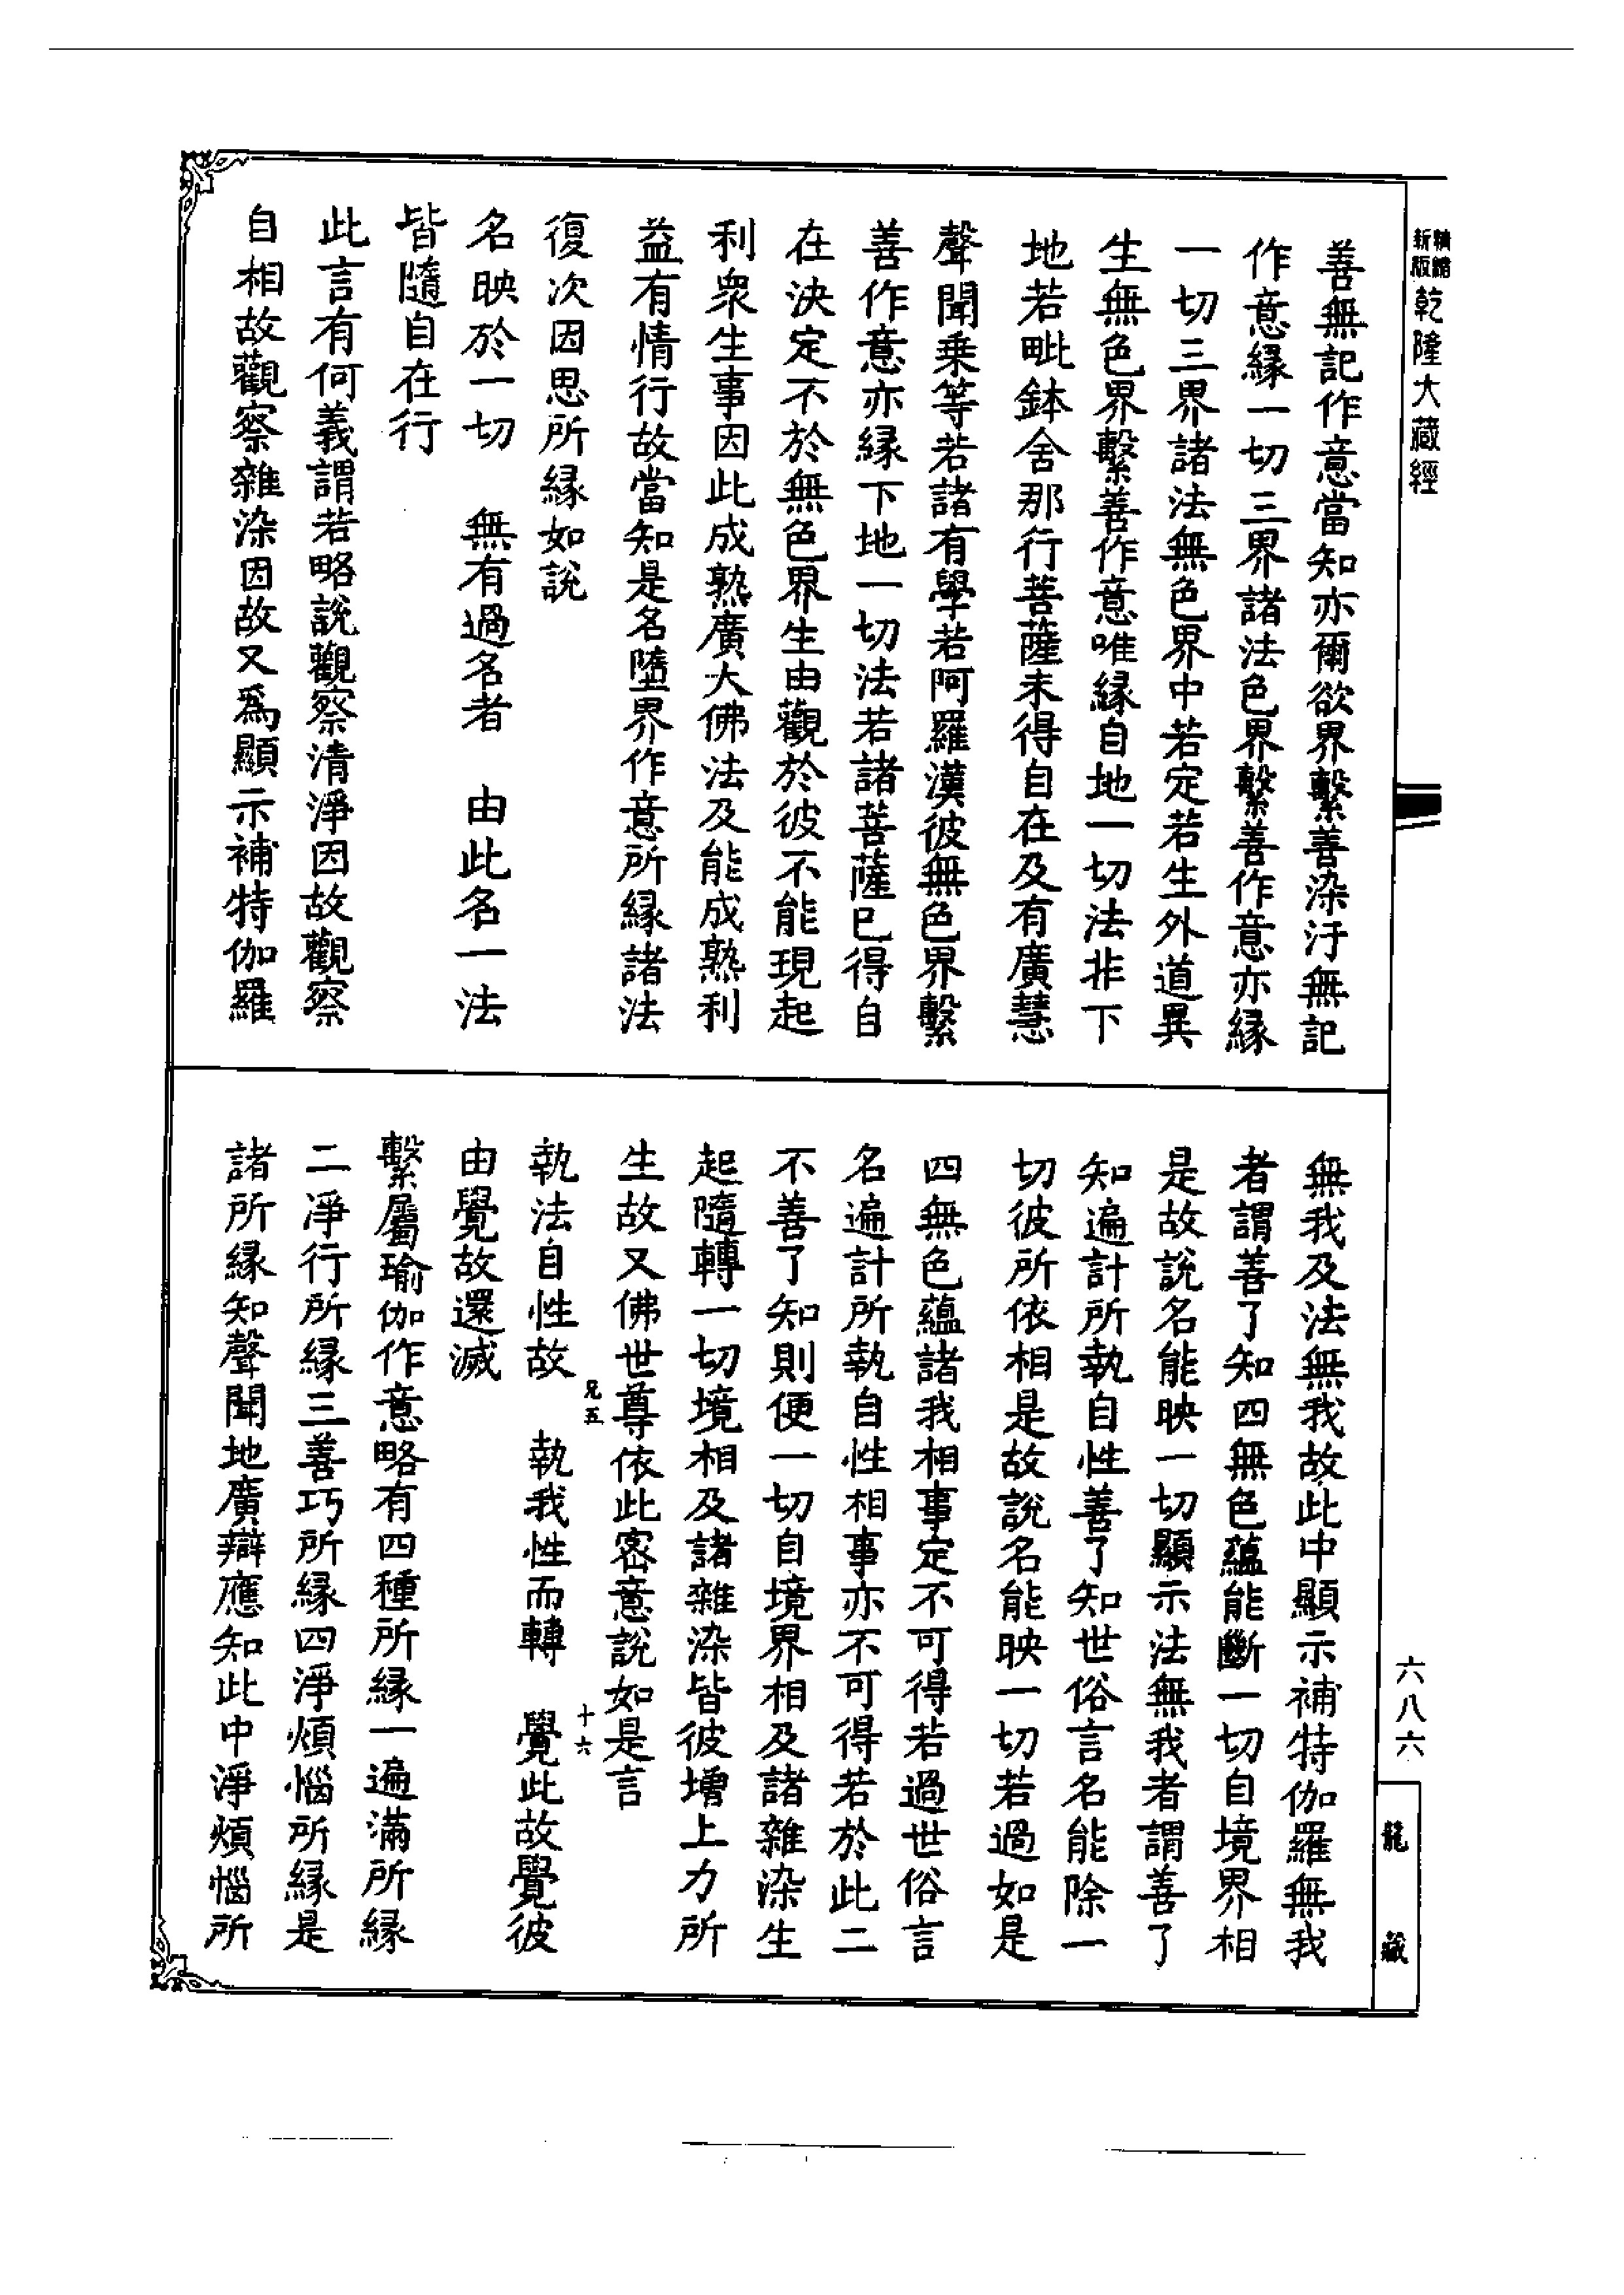 精縮
新版
乾隆大藏經
善無記作意當知亦爾欲界繫善染汙無記
作意緣一切三界諸法色界繫善作意亦緣
一切三界諸法無色界中若定若生外道異
生無色界繫善作意唯緣自地一切法非下
地若毗鉢舍那行菩薩未得自在及有廣慧
聲聞乘等若諸有學若阿羅漢彼無色界繫
善作意亦緣下地一切法若諸菩薩已得自
在決定不於無色界生由觀於彼不能現起
利衆生事因此成熟廣大佛法及能成熟利
益有情行故當知是名墮界作意所緣諸法
復次因思所緣如說
名映於一切　無有過名者　由此名一法
皆隨自在行
此言有何義謂若略說觀察清淨因故觀察
自相故觀察雜染因故又爲顯示補特伽羅
無我及法無我故此中顯示補特伽羅無我
者謂善了知四無色蘊能斷一切自境界相
是故說名能映一切顯示法無我者謂善了
知遍計所執自性善了知世俗言名能除一
切彼所依相是故說名能映一切若過如是
四無色蘊諸我相事定不可得若過世俗言
名遍計所執自性相事亦不可得若於此二
不善了知則便一切自境界相及諸雜染生
起隨轉一切境相及諸雜染皆彼增上力所
生故又佛世尊依此密意說如是言
兄五
十六
執法自性故　執我性而轉　覺此故覺彼
由覺故還滅
繫屬瑜伽作意略有四種所緣一遍滿所緣
二淨行所緣三善巧所緣四淨煩惱所緣是
諸所緣如聲聞地廣辯應知此中淨煩惱所
六八六
龍藏